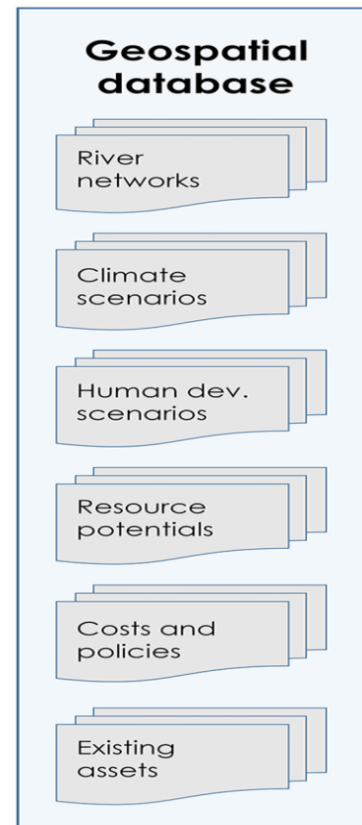 Geospatial
database
River
networks
Climate
scenarios
Human dev.
scenarios
Resource
potentials
Costs and
policies
Existing
assets